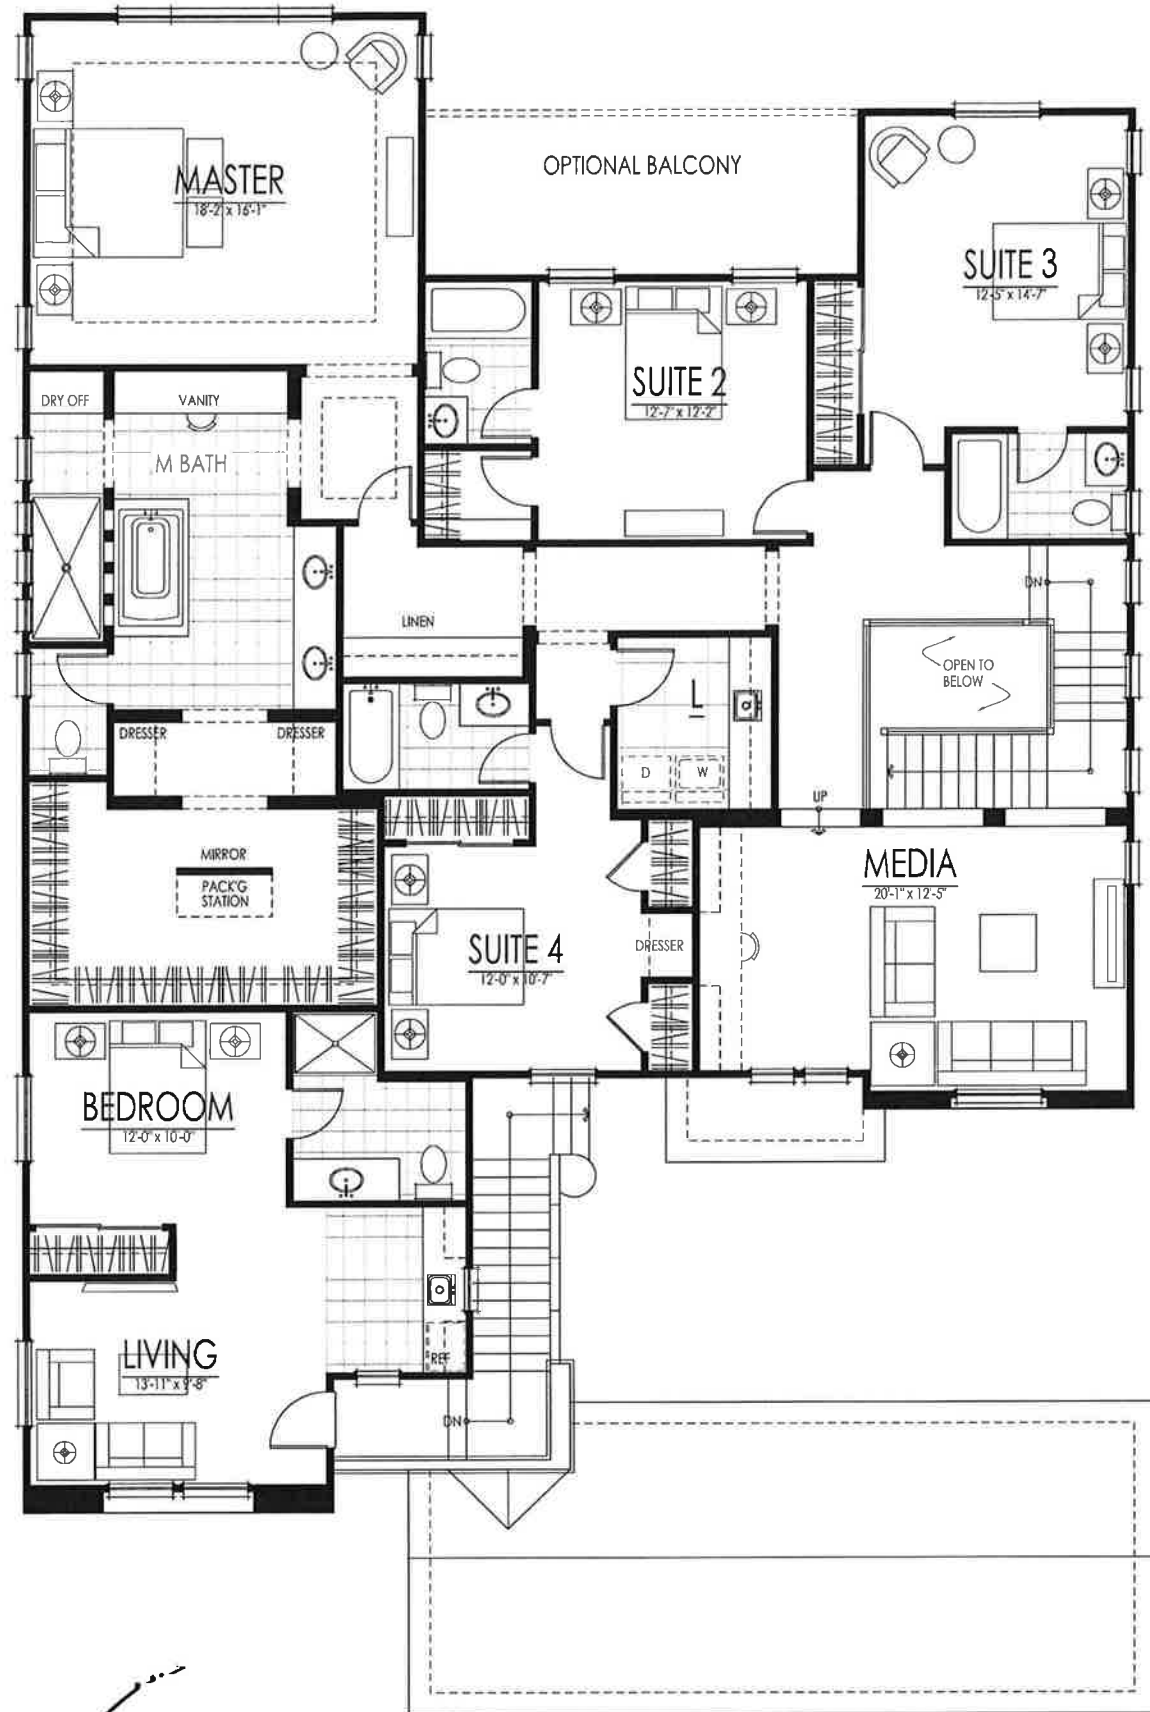 MASTER
18'-2" x 16'-1"
OPTIONAL BALCONY
SUITE 3
12'-5" x 14'-7"
SUITE 2
12'-7" x 12'-2"
DRY OFF
VANITY
M BATH
DN
LINEN
OPEN TO
BELOW
L
DRESSER
DRESSER
D
W
UP
MIRROR
PACK'G
STATION
MEDIA
20'-1" x 12'-5"
SUITE 4
12'-0" x 10'-7"
DRESSER
BEDROOM
12'-0" x 10'-0"
LIVING
13'-11" x 9'-8"
REF
DN